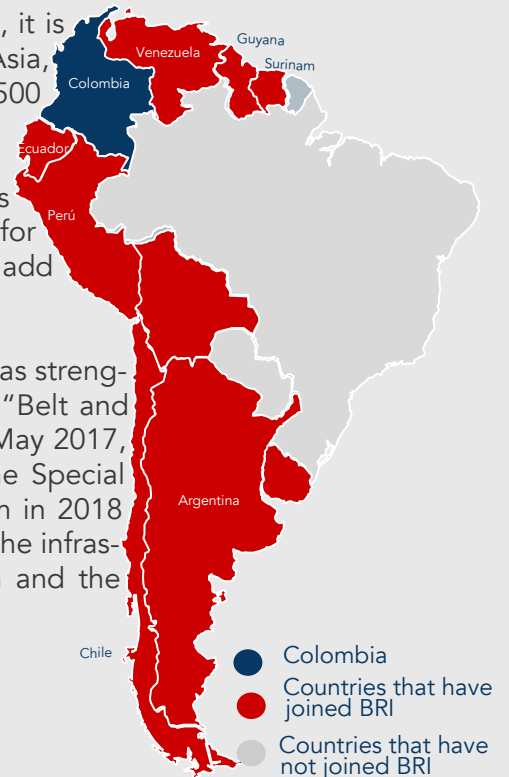 , it is
Asia,
500
s
for
add
as streng-
“Belt and
May 2017,
ne Special
n in 2018
he infras-
n and the
Venezuela
Guyana
Surinam
Colombia
Ecuador
Perú
Argentina
Chile
Colombia
Countries that have
joined BRI
Countries that have
not joined BRI